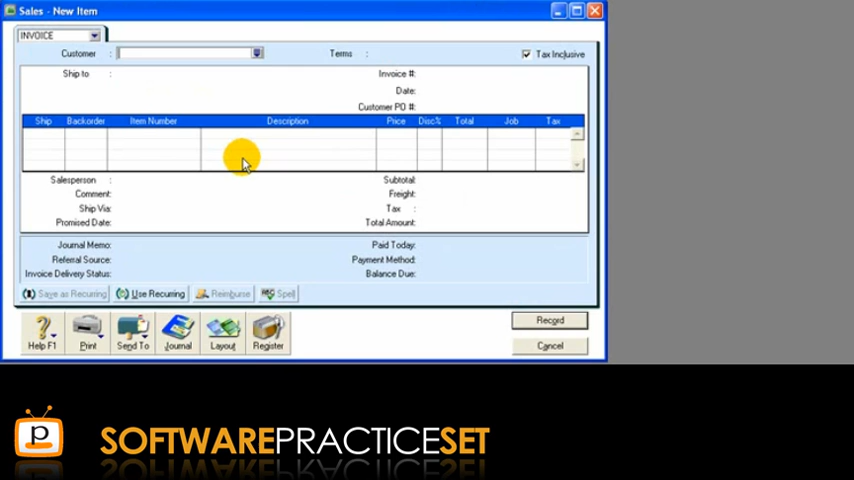 Sales - New Item
INVOICE
Customer :
Terms :
Tax Inclusive
Ship to :
Invoice #:
Date:
Customer PO #:
Ship Backorder Item Number Description Price Disc% Total Job Tax
Salesperson :
Subtotal:
Comment:
Freight:
Ship Via:
Tax :
Promised Date:
Total Amount:
Journal Memo:
Paid Today:
Referral Source:
Payment Method:
Invoice Delivery Status:
Balance Due:
Save as Recurring Use Recurring Reimburse ABC Spell
Record
Help F1 Print Send To Journal Layout Register
Cancel
p
SOFTWAREPRACTICESET